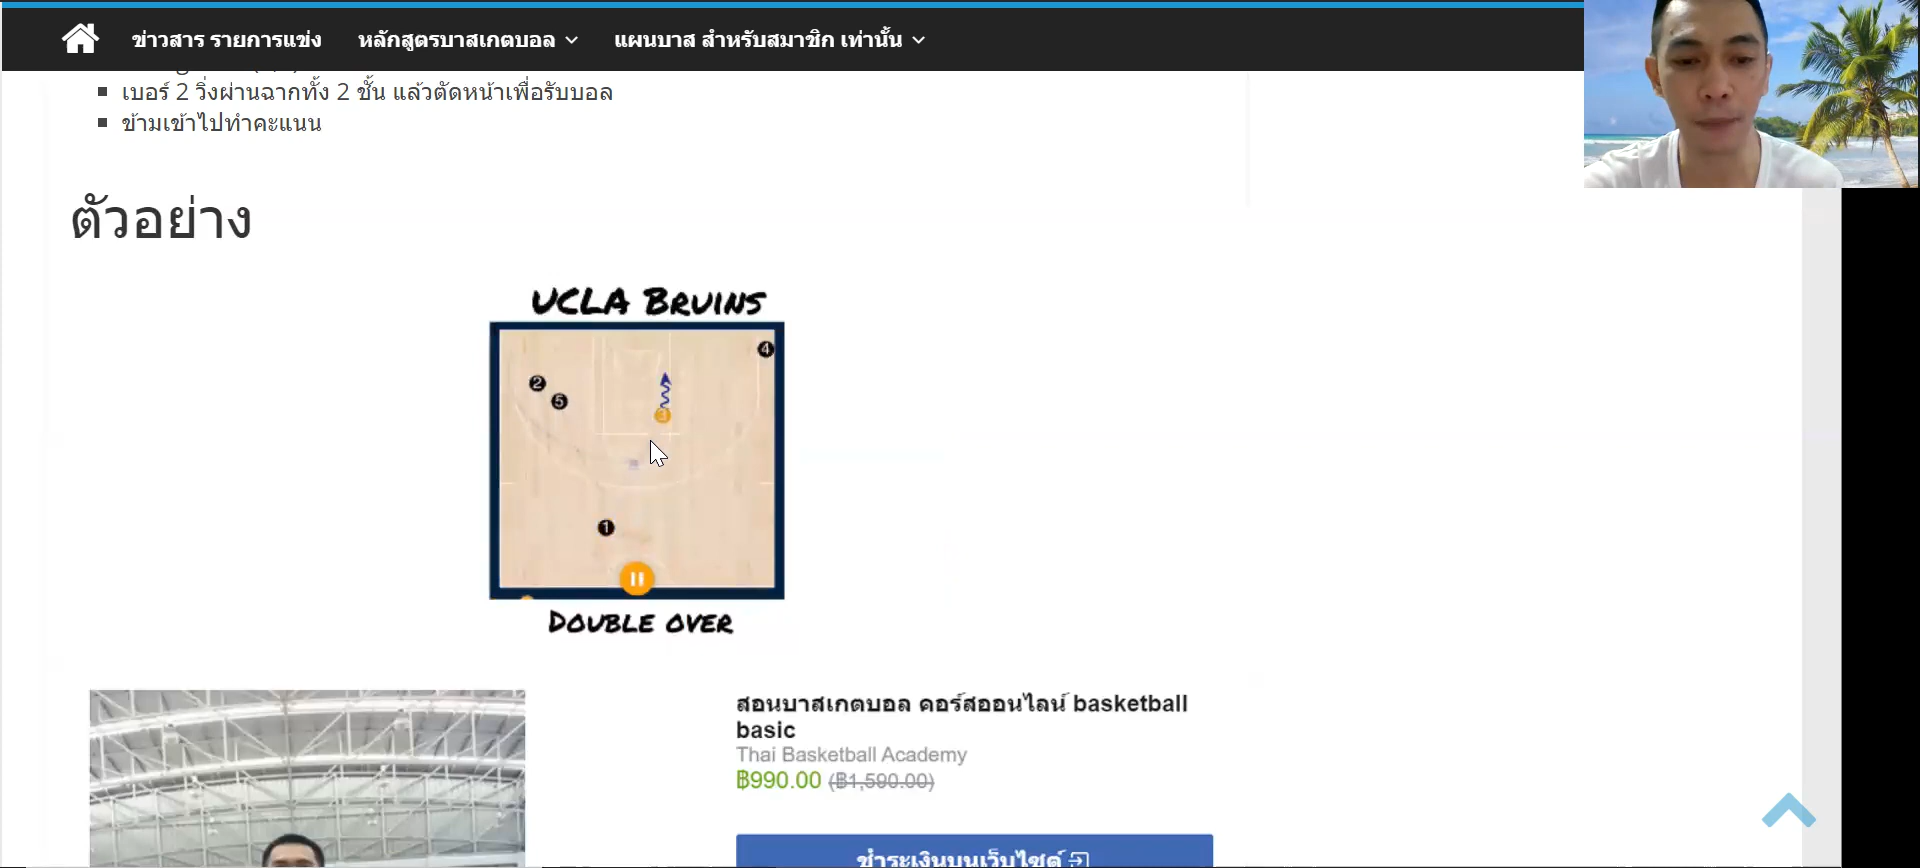 ข่าวสาร รายการแข่ง หลักสูตรบาสเกตบอล แผนบาส สำหรับสมาชิก เท่านั้น
เบอร์ 2 วิ่งผ่านฉากทั้ง 2 ชั้น แล้วตัดหน้าเพื่อรับบอล
ข้ามเข้าไปทำคะแนน
ตัวอย่าง
UCLA BRUINS
4
2
5
3
1
DOUBLE OVER
สอนบาสเกตบอล คอร์สออนไลน์ basketball
basic
Thai Basketball Academy
฿990.00 (฿1,590.00)
ชำระเงินบนเว็บไซต์